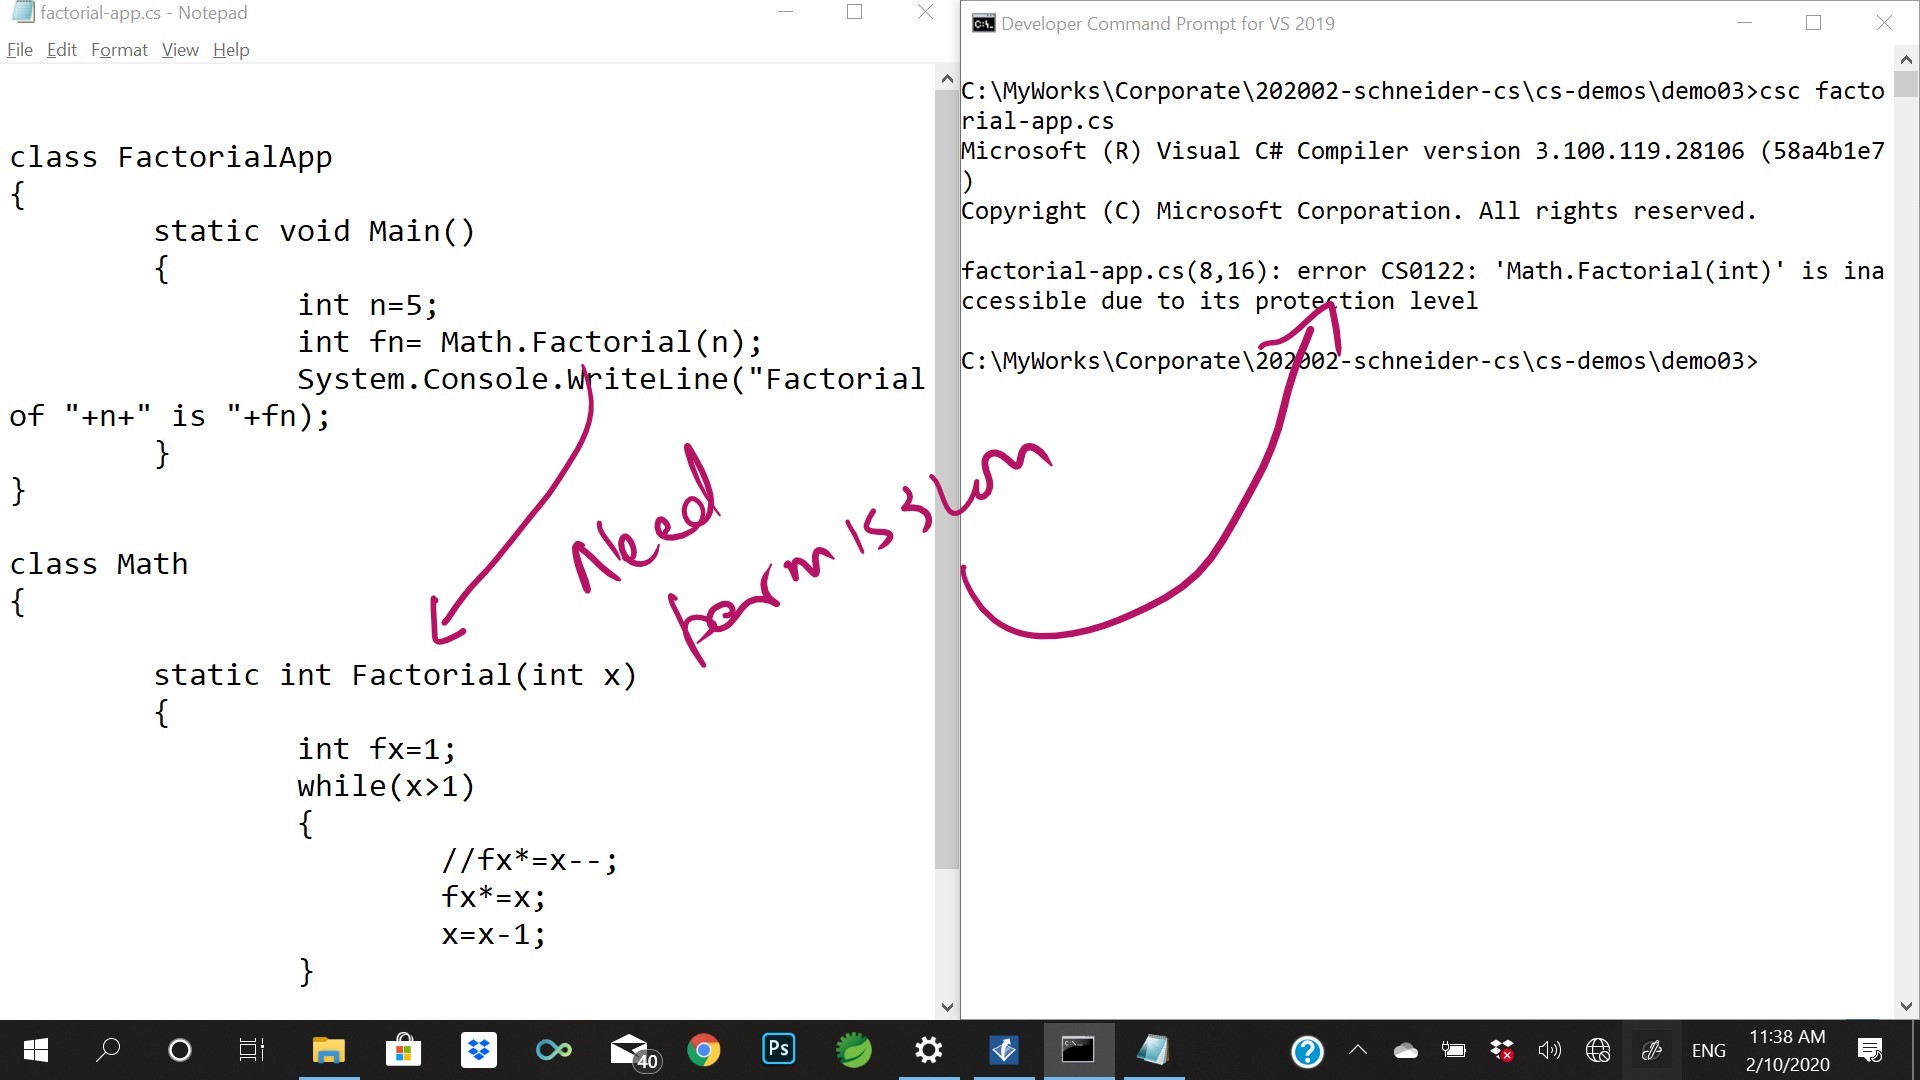 factorial-app.cs - Notepad
File Edit Format View Help
class FactorialApp
{
static void Main()
{
int n=5;
int fn= Math.Factorial(n);
System.Console.WriteLine("Factorial
of "+n+" is "+fn);
}
}
class Math
{
static int Factorial(int x)
{
int fx=1;
while(x>1)
{
//fx*=x--;
fx*=x;
x=x-1;
}
Need
permission
Developer Command Prompt for VS 2019
C:\MyWorks\Corporate\202002-schneider-cs\cs-demos\demo03>csc facto
rial-app.cs
Microsoft (R) Visual C# Compiler version 3.100.119.28106 (58a4b1e7
)
Copyright (C) Microsoft Corporation. All rights reserved.
factorial-app.cs(8,16): error CS0122: 'Math.Factorial(int)' is ina
ccessible due to its protection level
C:\MyWorks\Corporate\202002-schneider-cs\cs-demos\demo03>
40
Ps
ENG
11:38 AM
2/10/2020